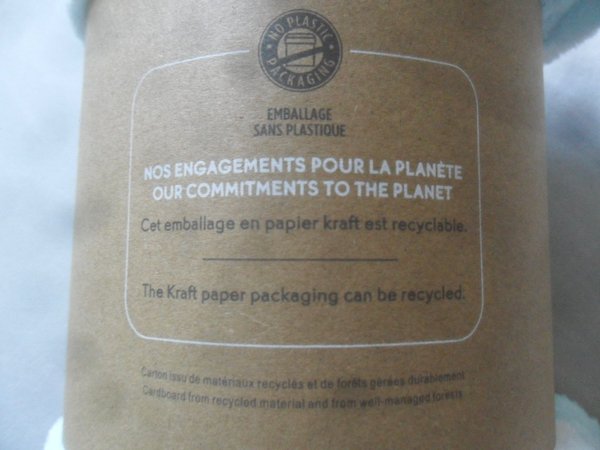 NO PLASTIC
PACKAGING
EMBALLAGE
SANS PLASTIQUE
NOS ENGAGEMENTS POUR LA PLANÈTE
OUR COMMITMENTS TO THE PLANET
Cet emballage en papier kraft est recyclable.
The Kraft paper packaging can be recycled.
Carton issu de matériaux recyclés et de forêts gérées durablement
Cardboard from recycled material and from well-managed forests